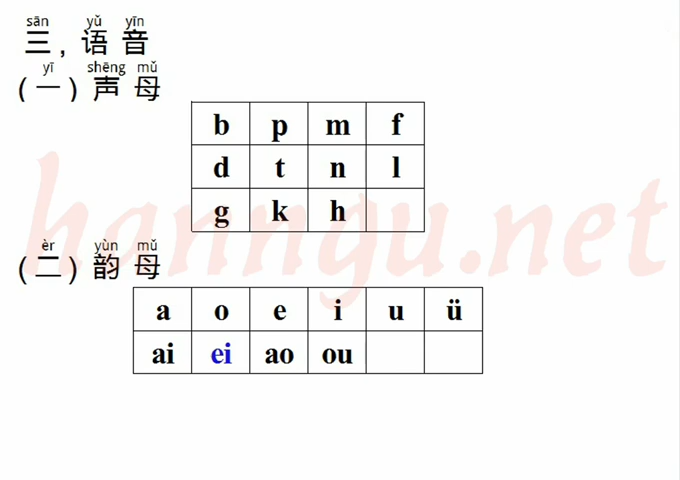 sān yǔ yīn
三，语音
yī shēng mǔ
（一）声母
b p m f
d t n l
g k h
èr yùn mǔ
（二）韵母
a o e i u ü
ai ei ao ou
hanngu.net